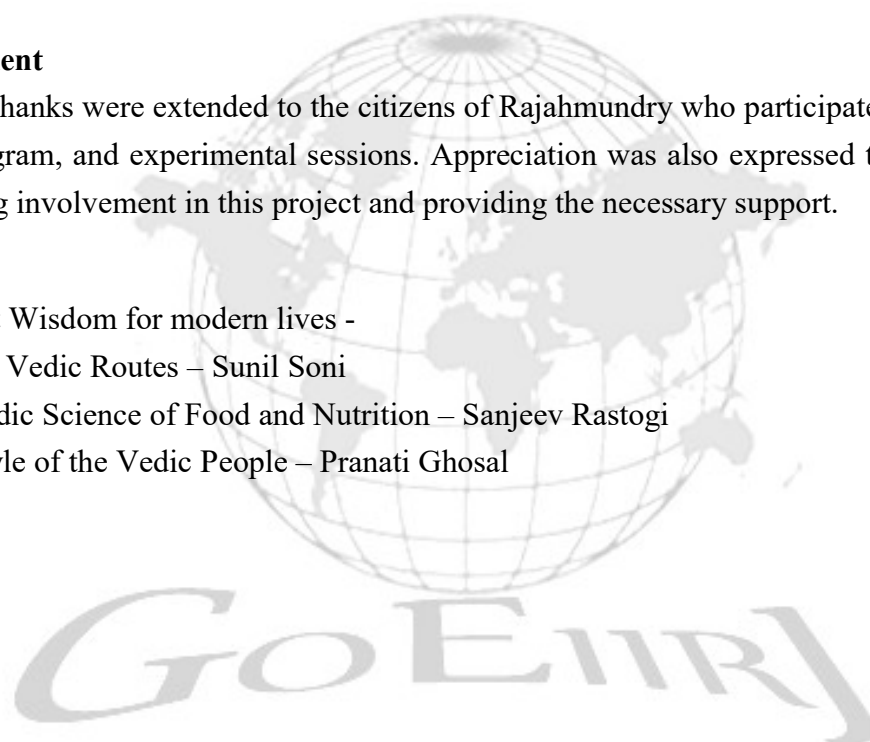 ent
hanks were extended to the citizens of Rajahmundry who participate
gram, and experimental sessions. Appreciation was also expressed t
g involvement in this project and providing the necessary support.
Wisdom for modern lives -
Vedic Routes – Sunil Soni
dic Science of Food and Nutrition – Sanjeev Rastogi
yle of the Vedic People – Pranati Ghosal
GOEIIRJ